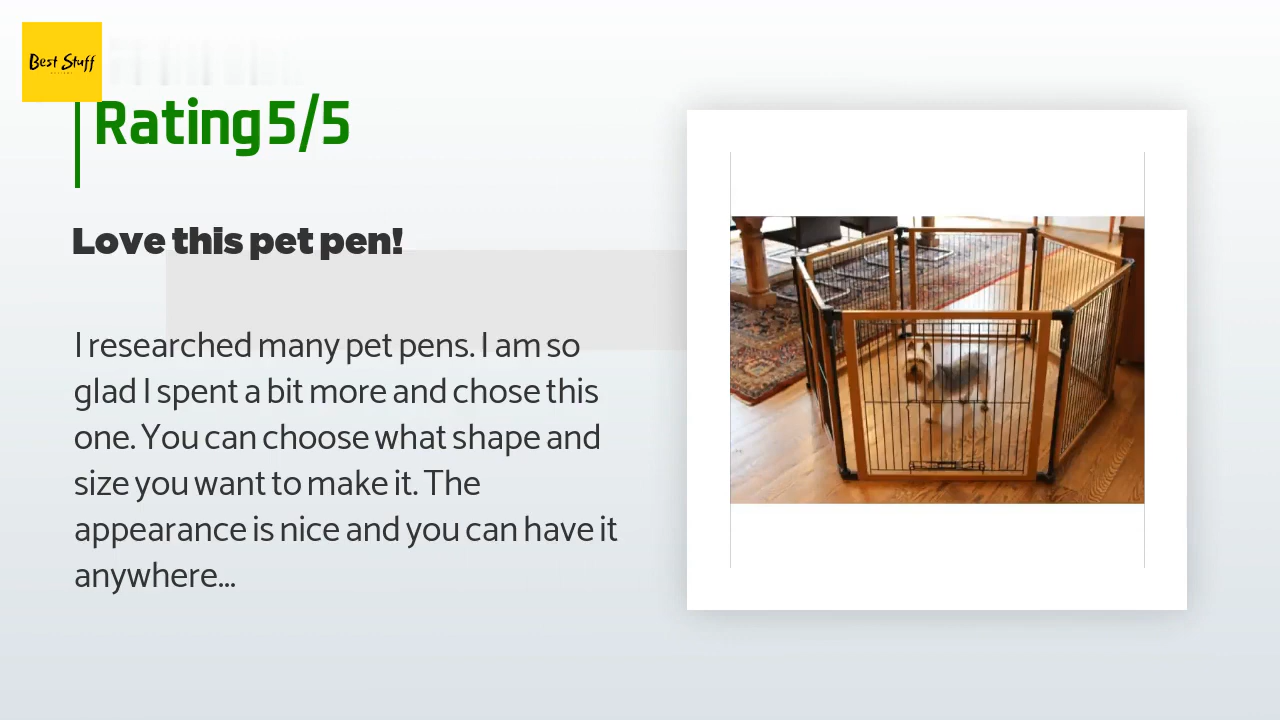 Best Stuff
Rating 5/5
Love this pet pen!
I researched many pet pens. I am so
glad I spent a bit more and chose this
one. You can choose what shape and
size you want to make it. The
appearance is nice and you can have it
anywhere...